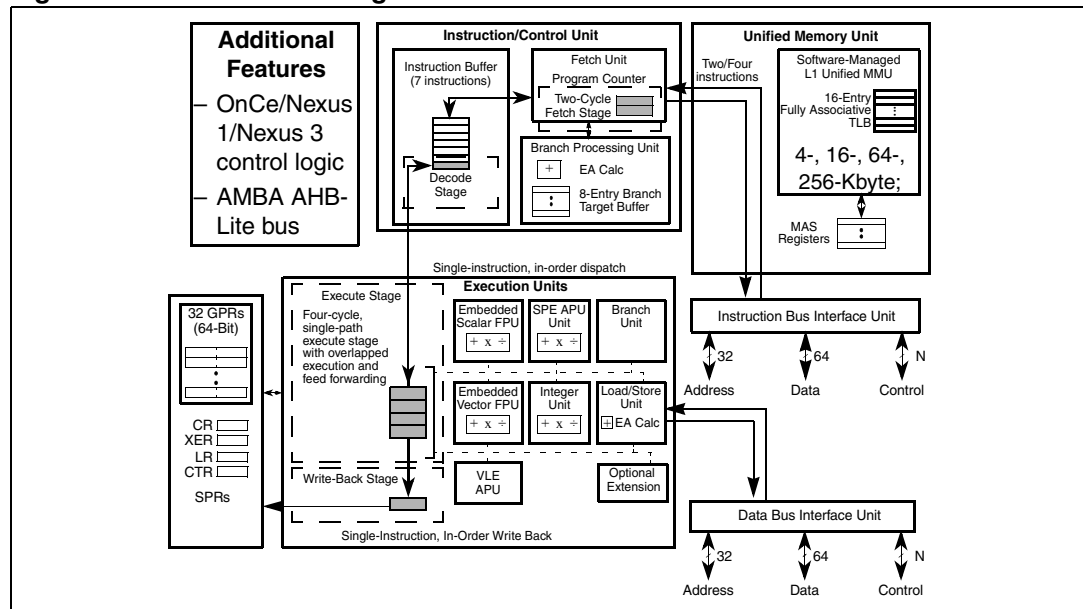 Additional
Features
– OnCe/Nexus
1/Nexus 3
control logic
– AMBA AHB-
Lite bus
Instruction/Control Unit
Instruction Buffer
(7 instructions)
Decode
Stage
Fetch Unit
Program Counter
Two-Cycle
Fetch Stage
Branch Processing Unit
+ EA Calc
8-Entry Branch
Target Buffer
Two/Four
instructions
Unified Memory Unit
Software-Managed
L1 Unified MMU
16-Entry
Fully Associative
TLB
4-, 16-, 64-,
256-Kbyte;
MAS
Registers
Single-instruction, in-order dispatch
Execution Units
Execute Stage
Four-cycle,
single-path
execute stage
with overlapped
execution and
feed forwarding
Embedded
Scalar FPU
+ x ÷
SPE APU
Unit
+ x ÷
Branch
Unit
Embedded
Vector FPU
+ x ÷
Integer
Unit
+ x ÷
Load/Store
Unit
+ EA Calc
VLE
APU
Optional
Extension
Write-Back Stage
Single-Instruction, In-Order Write Back
32 GPRs
(64-Bit)
CR
XER
LR
CTR
SPRs
Instruction Bus Interface Unit
32 64 N
Address Data Control
Data Bus Interface Unit
32 64 N
Address Data Control